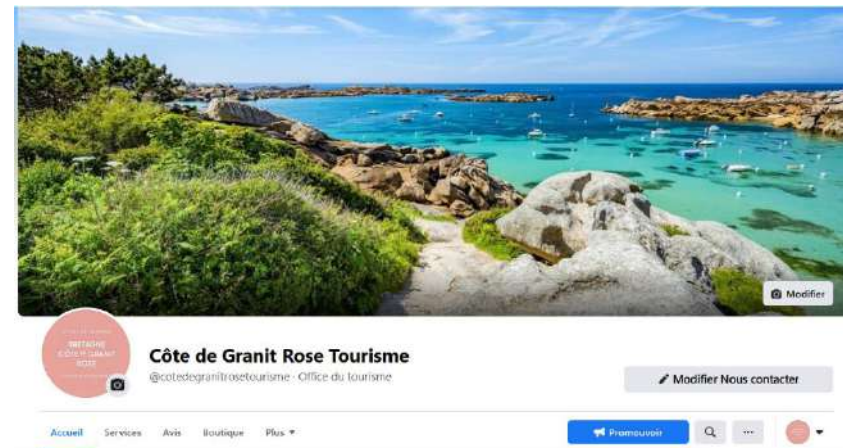 Modifier
BRETAGNE
CÔTE DE GRANIT
ROSE
Côte de Granit Rose Tourisme
@cotedegranitrosetourisme · Office du tourisme
Modifier Nous contacter
Accueil Services Avis Boutique Plus
Promouvoir